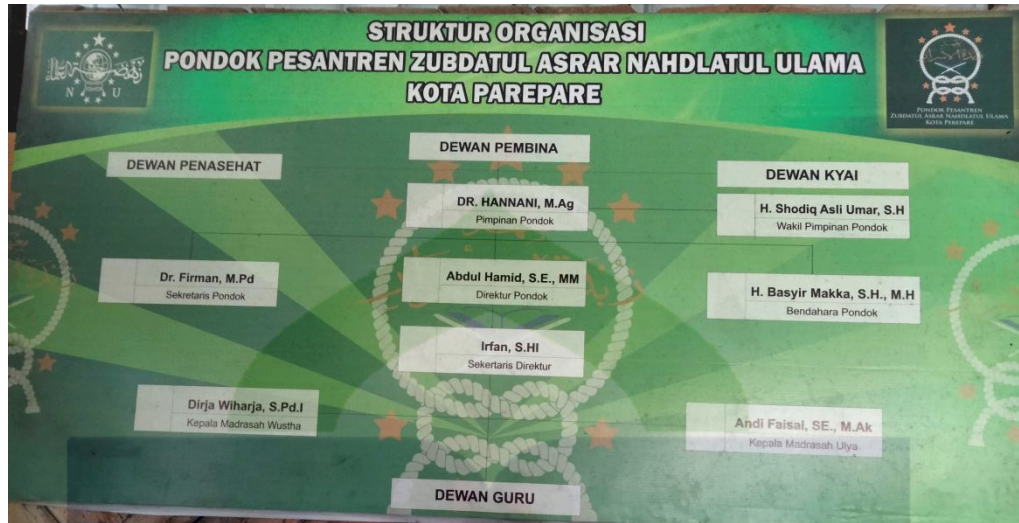 STRUKTUR ORGANISASI
PONDOK PESANTREN ZUBDATUL ASRAR NAHDLATUL ULAMA
KOTA PAREPARE
N U
PONDOK PESANTREN
ZUBDATUL ASRAR NAHDLATUL ULAMA
KOTA PEREPARE
DEWAN PENASEHAT
DEWAN PEMBINA
DEWAN KYAI
DR. HANNANI, M.Ag
Pimpinan Pondok
H. Shodiq Asli Umar, S.H
Wakil Pimpinan Pondok
Dr. Firman, M.Pd
Sekretaris Pondok
Abdul Hamid, S.E., MM
Direktur Pondok
H. Basyir Makka, S.H., M.H
Bendahara Pondok
Irfan, S.HI
Sekertaris Direktur
Dirja Wiharja, S.Pd.I
Kepala Madrasah Wustha
Andi Faisal, SE., M.Ak
Kepala Madrasah Ulya
DEWAN GURU